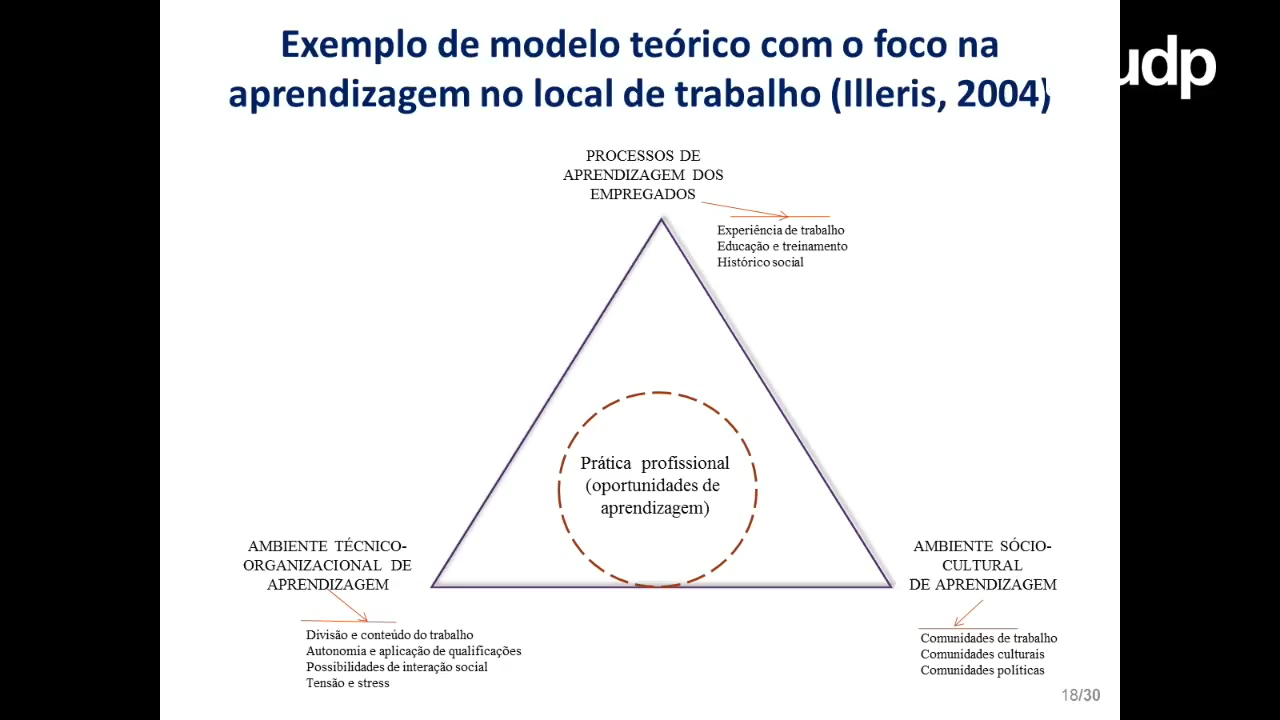 Exemplo de modelo teórico com o foco na
aprendizagem no local de trabalho (Illeris, 2004)
udp
PROCESSOS DE
APRENDIZAGEM DOS
EMPREGADOS
Experiência de trabalho
Educação e treinamento
Histórico social
Prática profissional
(oportunidades de
aprendizagem)
AMBIENTE TÉCNICO-
ORGANIZACIONAL DE
APRENDIZAGEM
Divisão e conteúdo do trabalho
Autonomia e aplicação de qualificações
Possibilidades de interação social
Tensão e stress
AMBIENTE SÓCIO-
CULTURAL
DE APRENDIZAGEM
Comunidades de trabalho
Comunidades culturais
Comunidades políticas
18/30